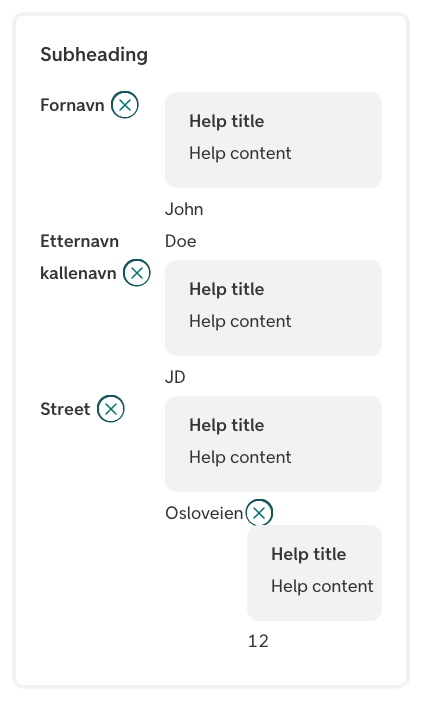 Subheading
Fornavn
Help title
Help content
John
Etternavn Doe
kallenavn
Help title
Help content
JD
Street
Help title
Help content
Osloveien
Help title
Help content
12